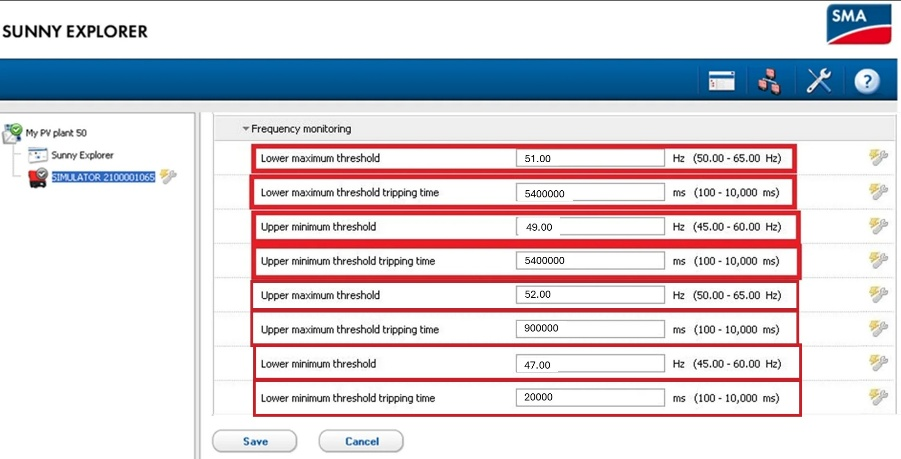 SUNNY EXPLORER
SMA
?
My PV plant 50
Sunny Explorer
SIMULATOR 2100001065
Frequency monitoring
Lower maximum threshold 51.00 Hz (50.00 - 65.00 Hz)
Lower maximum threshold tripping time 5400000 ms (100 - 10,000 ms)
Upper minimum threshold 49.00 Hz (45.00 - 60.00 Hz)
Upper minimum threshold tripping time 5400000 ms (100 - 10,000 ms)
Upper maximum threshold 52.00 Hz (50.00 - 65.00 Hz)
Upper maximum threshold tripping time 900000 ms (100 - 10,000 ms)
Lower minimum threshold 47.00 Hz (45.00 - 60.00 Hz)
Lower minimum threshold tripping time 20000 ms (100 - 10,000 ms)
Save Cancel